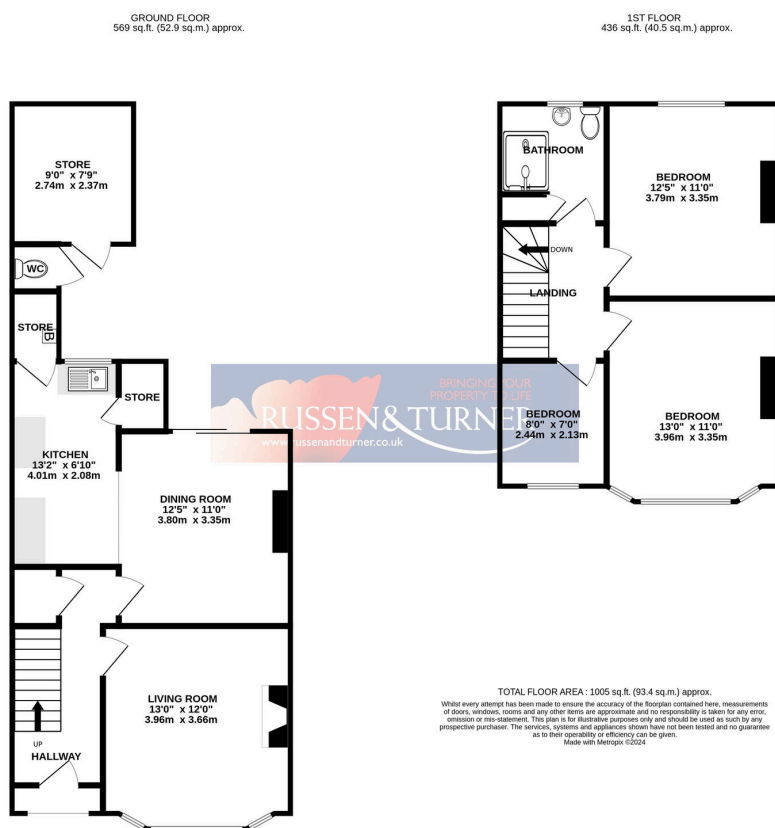 GROUND FLOOR
569 sq.ft. (52.9 sq.m.) approx.
STORE
9'0" x 7'9"
2.74m x 2.37m
WC
STORE
B
STORE
KITCHEN
13'2" x 6'10"
4.01m x 2.08m
DINING ROOM
12'5" x 11'0"
3.80m x 3.35m
LIVING ROOM
13'0" x 12'0"
3.96m x 3.66m
UP
HALLWAY
1ST FLOOR
436 sq.ft. (40.5 sq.m.) approx.
BATHROOM
BEDROOM
12'5" x 11'0"
3.79m x 3.35m
DOWN
LANDING
BEDROOM
8'0" x 7'0"
2.44m x 2.13m
BEDROOM
13'0" x 11'0"
3.96m x 3.35m
BRINGING YOUR
PROPERTY TO LIFE
RUSSEN & TURNER
www.russenandturner.co.uk
TOTAL FLOOR AREA : 1005 sq.ft. (93.4 sq.m.) approx.
Whilst every attempt has been made to ensure the accuracy of the floorplan contained here, measurements
of doors, windows, rooms and any other items are approximate and no responsibility is taken for any error,
omission or mis-statement. This plan is for illustrative purposes only and should be used as such by any
prospective purchaser. The services, systems and appliances shown have not been tested and no guarantee
as to their operability or efficiency can be given.
Made with Metropix ©2024